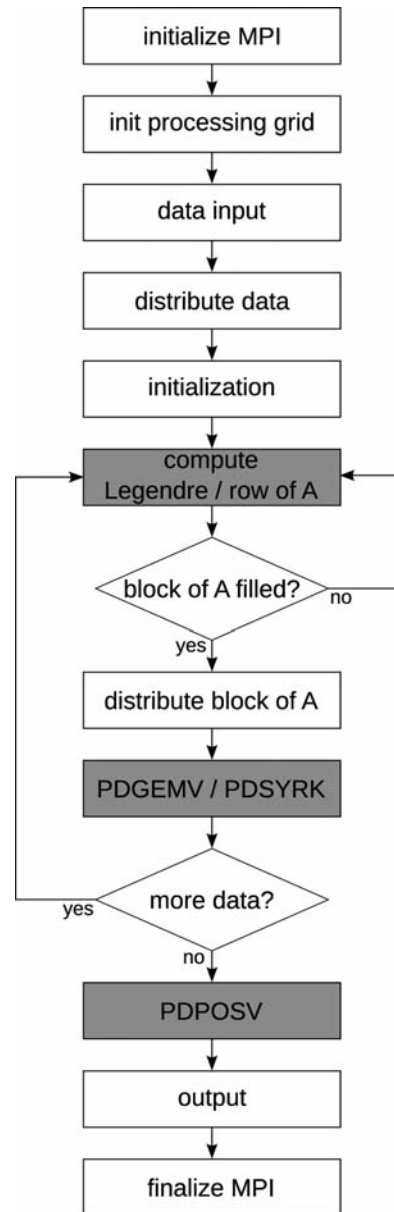 initialize MPI
init processing grid
data input
distribute data
initialization
compute
Legendre / row of A
block of A filled?
no
yes
distribute block of A
PDGEMV / PDSYRK
more data?
yes
no
PDPOSV
output
finalize MPI